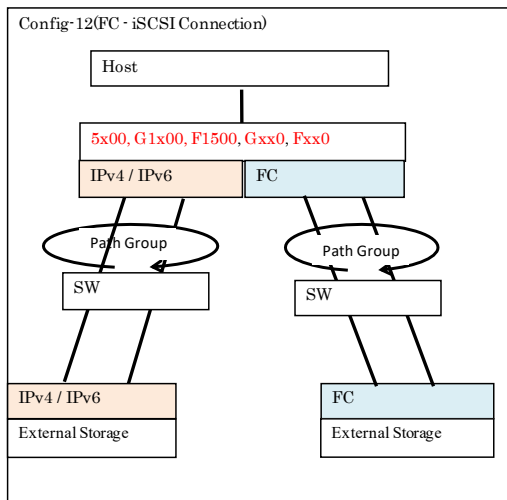 Config-12(FC - iSCSI Connection)
Host
5x00, G1x00, F1500, Gxx0, Fxx0
IPv4 / IPv6
FC
Path Group
Path Group
SW
SW
IPv4 / IPv6
FC
External Storage
External Storage